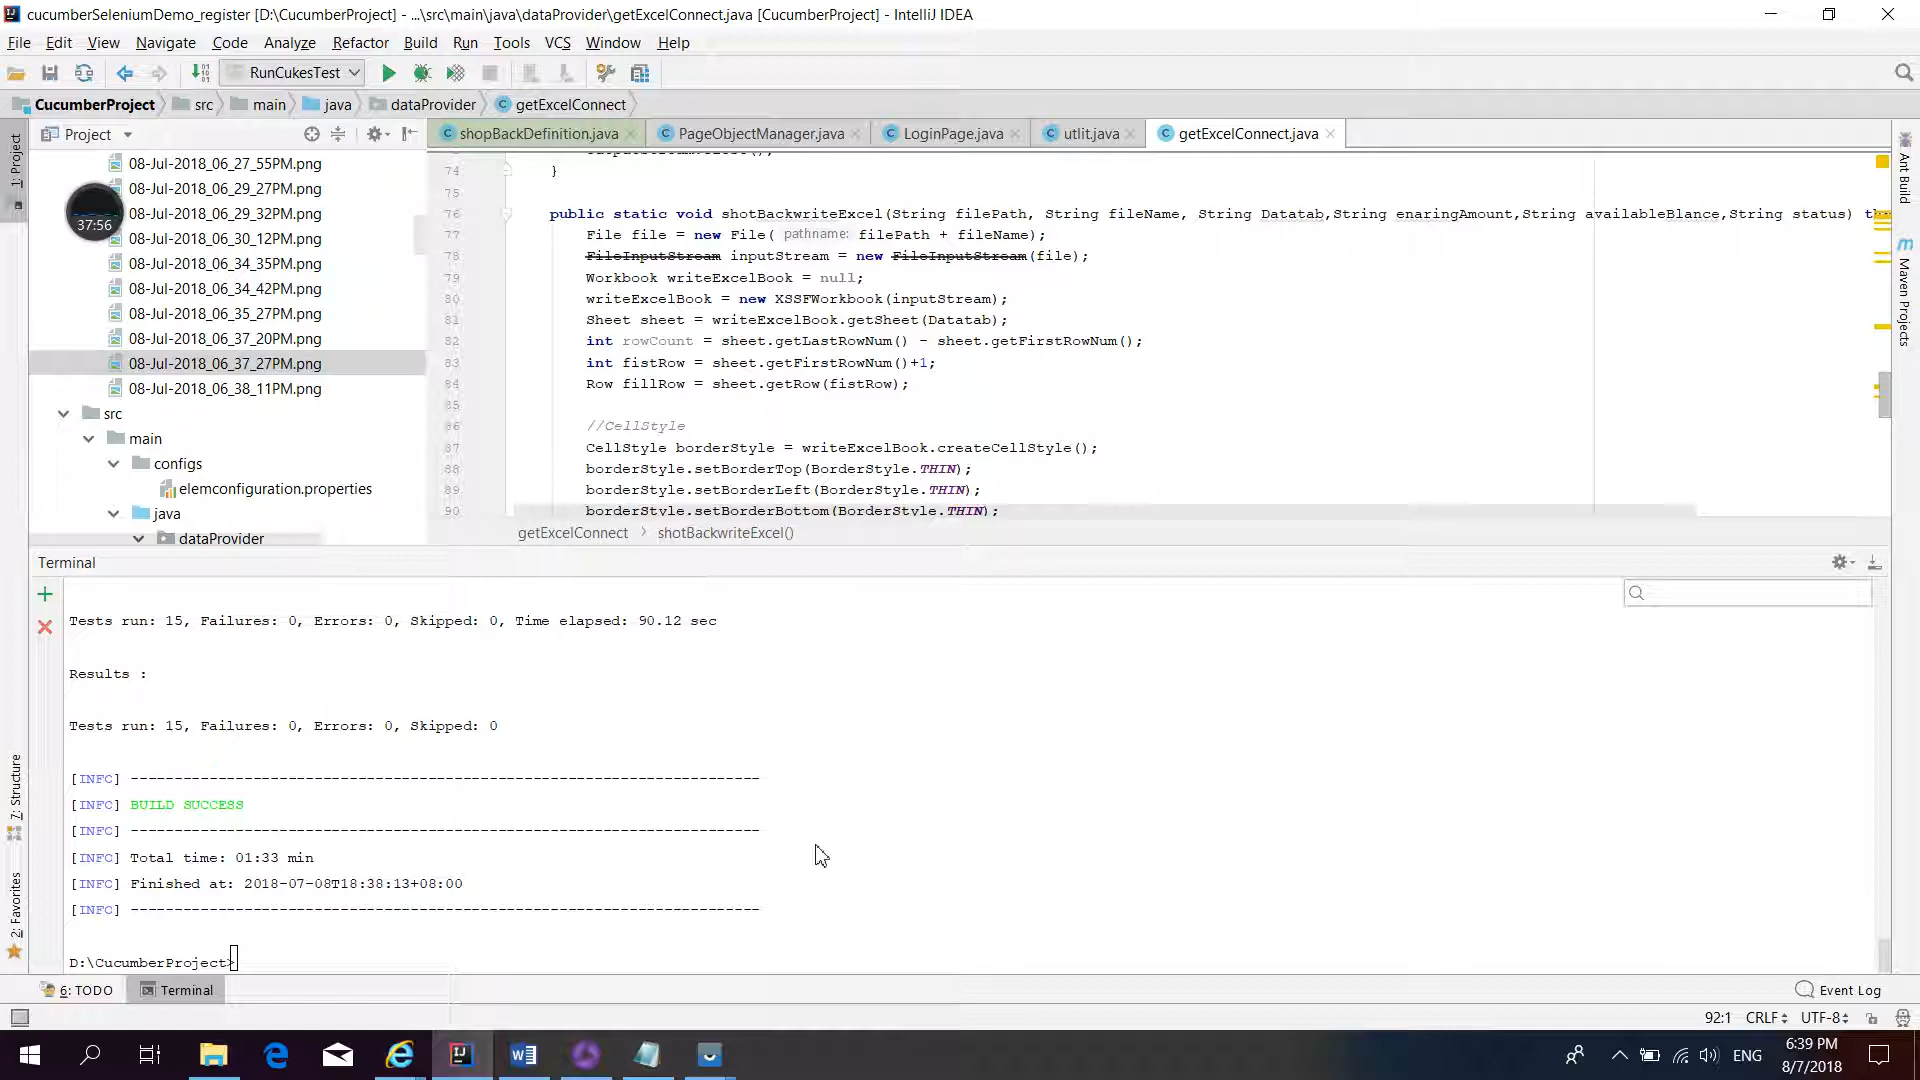 cucumberSeleniumDemo_register [D:\CucumberProject] - ...\src\main\java\dataProvider\getExcelConnect.java [CucumberProject] - IntelliJ IDEA
File Edit View Navigate Code Analyze Refactor Build Run Tools VCS Window Help
RunCukesTest
CucumberProject src main java dataProvider getExcelConnect
Project
shopBackDefinition.java PageObjectManager.java LoginPage.java utlit.java getExcelConnect.java
1: Project
08-Jul-2018_06_27_55PM.png
08-Jul-2018_06_29_27PM.png
08-Jul-2018_06_29_32PM.png
08-Jul-2018_06_30_12PM.png
08-Jul-2018_06_34_35PM.png
08-Jul-2018_06_34_42PM.png
08-Jul-2018_06_35_27PM.png
08-Jul-2018_06_37_20PM.png
08-Jul-2018_06_37_27PM.png
08-Jul-2018_06_38_11PM.png
37:56
src
main
configs
elemconfiguration.properties
java
dataProvider
74 }
75
76 public static void shotBackwriteExcel(String filePath, String fileName, String Datatab,String enaringAmount,String availableBlance,String status) th
77 File file = new File( pathname: filePath + fileName);
78 FileInputStream inputStream = new FileInputStream(file);
79 Workbook writeExcelBook = null;
80 writeExcelBook = new XSSFWorkbook(inputStream);
81 Sheet sheet = writeExcelBook.getSheet(Datatab);
82 int rowCount = sheet.getLastRowNum() - sheet.getFirstRowNum();
83 int fistRow = sheet.getFirstRowNum()+1;
84 Row fillRow = sheet.getRow(fistRow);
85
86 //CellStyle
87 CellStyle borderStyle = writeExcelBook.createCellStyle();
88 borderStyle.setBorderTop(BorderStyle.THIN);
89 borderStyle.setBorderLeft(BorderStyle.THIN);
90 borderStyle.setBorderBottom(BorderStyle.THIN);
getExcelConnect shotBackwriteExcel()
Ant Build
Maven Projects
Terminal
Tests run: 15, Failures: 0, Errors: 0, Skipped: 0, Time elapsed: 90.12 sec
Results :
Tests run: 15, Failures: 0, Errors: 0, Skipped: 0
[INFO] ------------------------------------------------------------------------
[INFO] BUILD SUCCESS
[INFO] ------------------------------------------------------------------------
[INFO] Total time: 01:33 min
[INFO] Finished at: 2018-07-08T18:38:13+08:00
[INFO] ------------------------------------------------------------------------
D:\CucumberProject>
7: Structure
2: Favorites
6: TODO Terminal Event Log
92:1 CRLF UTF-8
ENG
6:39 PM
8/7/2018